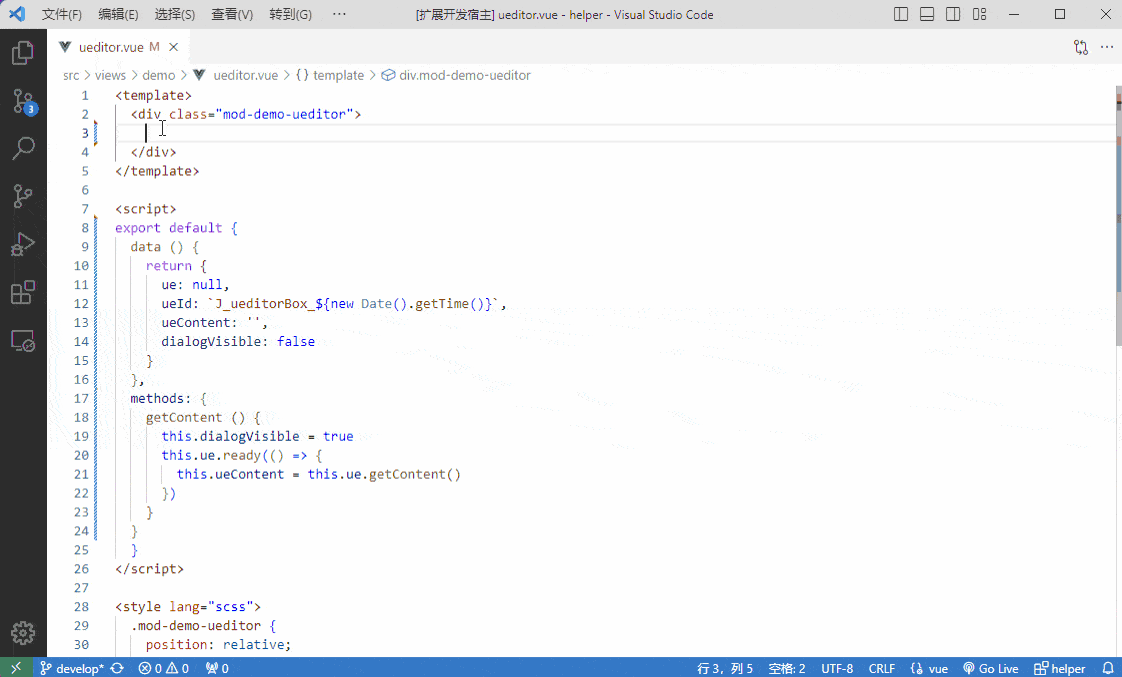 文件(F) 编辑(E) 选择(S) 查看(V) 转到(G) ··· [扩展开发宿主] ueditor.vue - helper - Visual Studio Code
ueditor.vue M
src > views > demo > ueditor.vue > {} template > div.mod-demo-ueditor
3
1 <template>
2 <div class="mod-demo-ueditor">
3
4 </div>
5 </template>
6
7 <script>
8 export default {
9 data () {
10 return {
11 ue: null,
12 ueId: `J_ueditorBox_${new Date().getTime()}`,
13 ueContent: '',
14 dialogVisible: false
15 }
16 },
17 methods: {
18 getContent () {
19 this.dialogVisible = true
20 this.ue.ready(() => {
21 this.ueContent = this.ue.getContent()
22 })
23 }
24 }
25 }
26 </script>
27
28 <style lang="scss">
29 .mod-demo-ueditor {
30 position: relative;
develop* 0 0 0 行 3，列 5 空格: 2 UTF-8 CRLF {} vue Go Live helper